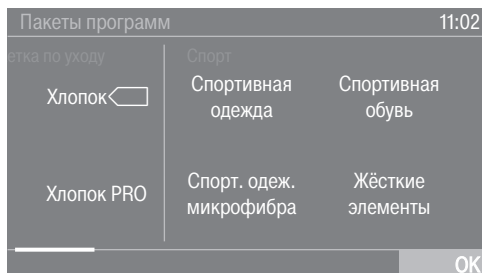 Пакеты программ 11:02
етка по уходу Спорт
Хлопок
Спортивная
одежда
Спортивная
обувь
Хлопок PRO
Спорт. одеж.
микрофибра
Жёсткие
элементы
OK